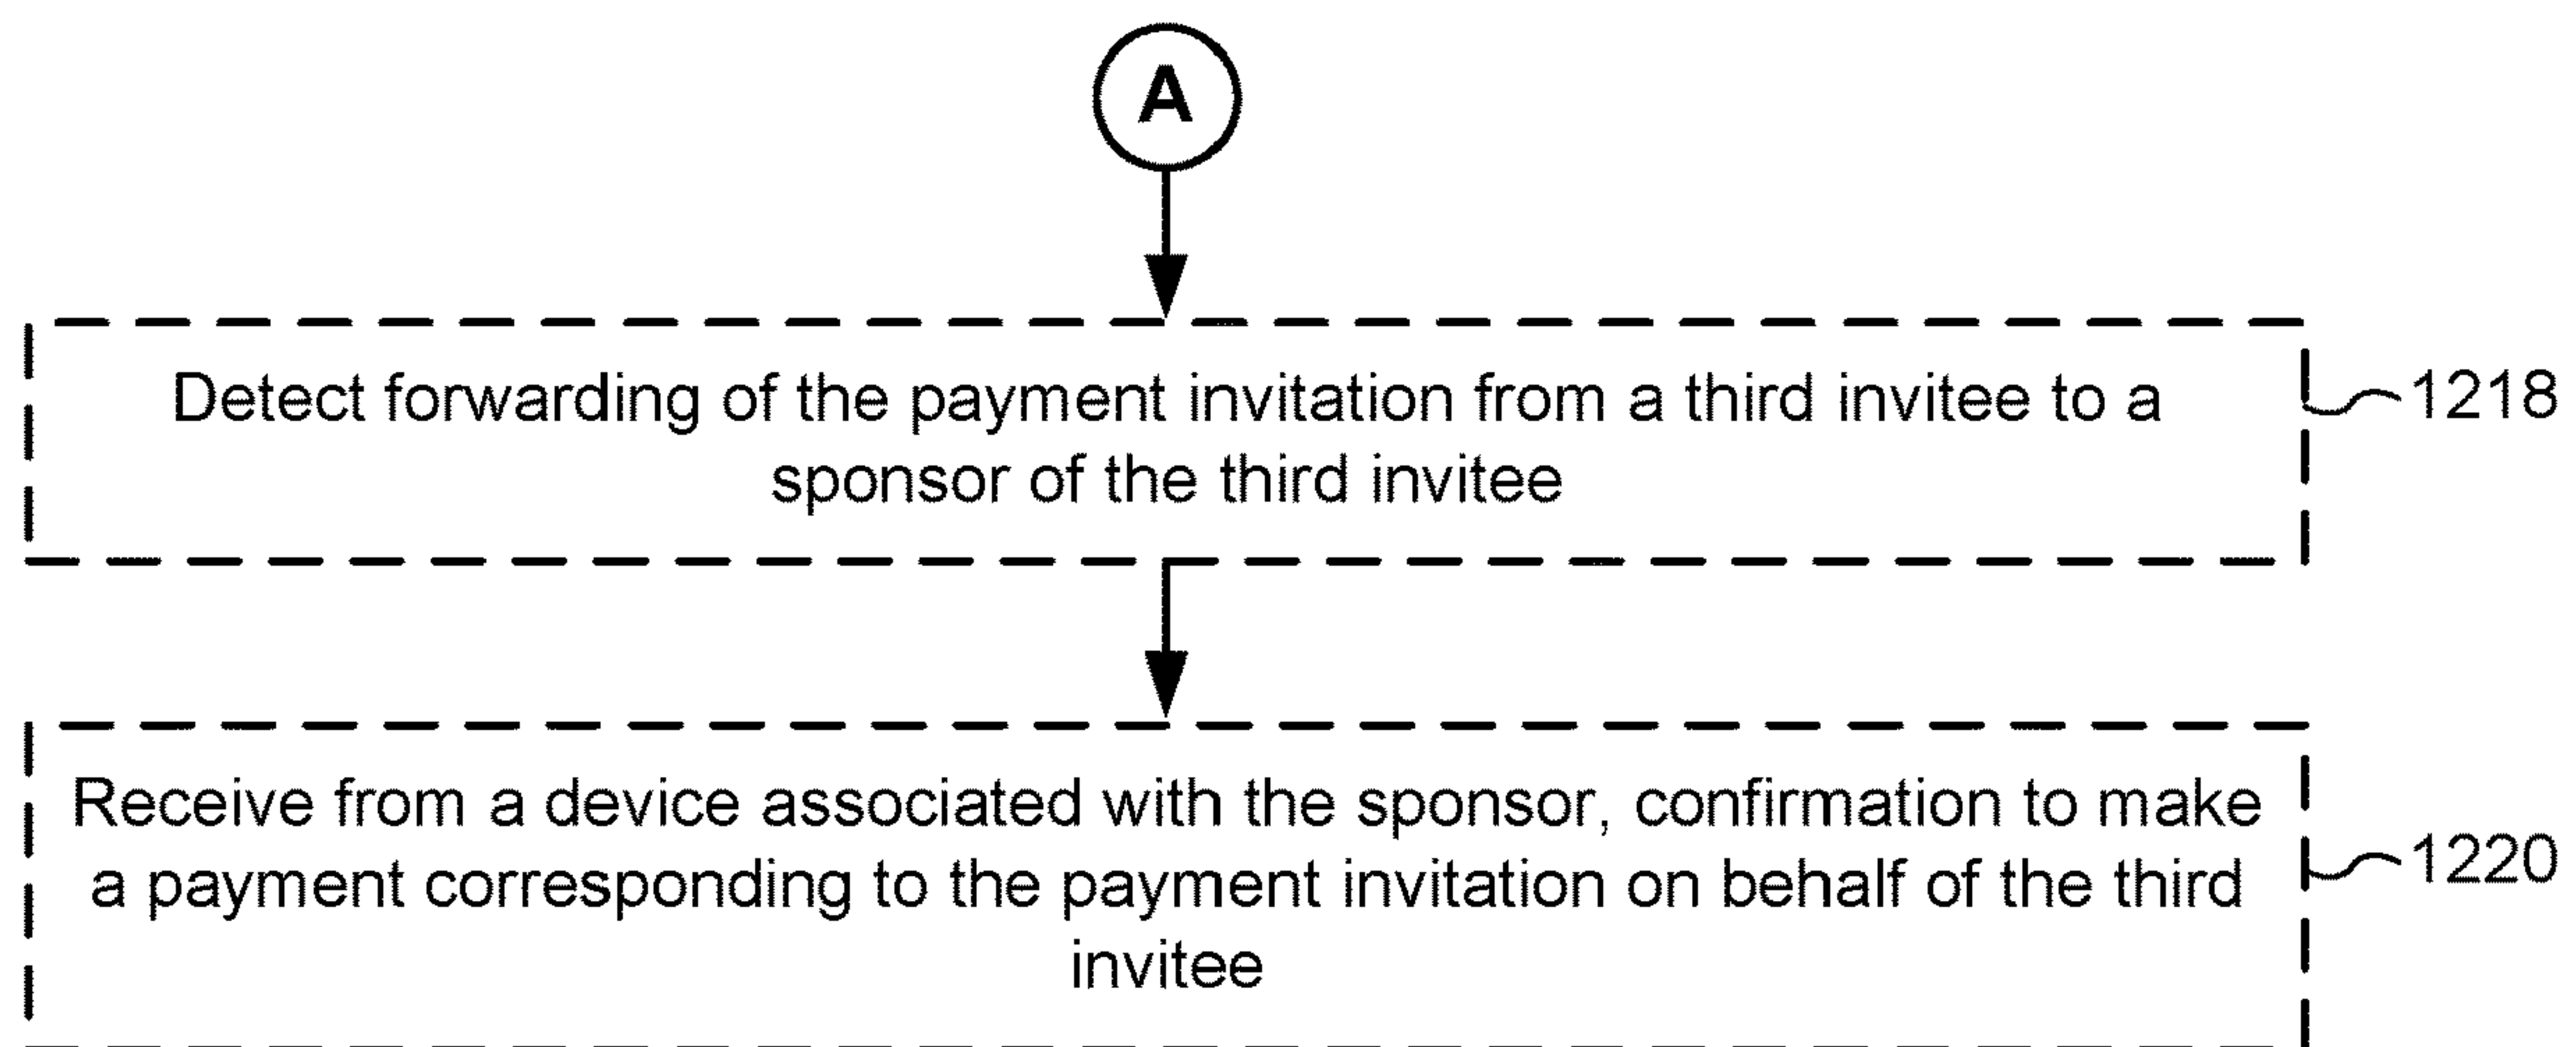 A
Detect forwarding of the payment invitation from a third invitee to a
sponsor of the third invitee
1218
Receive from a device associated with the sponsor, confirmation to make
a payment corresponding to the payment invitation on behalf of the third
invitee
1220